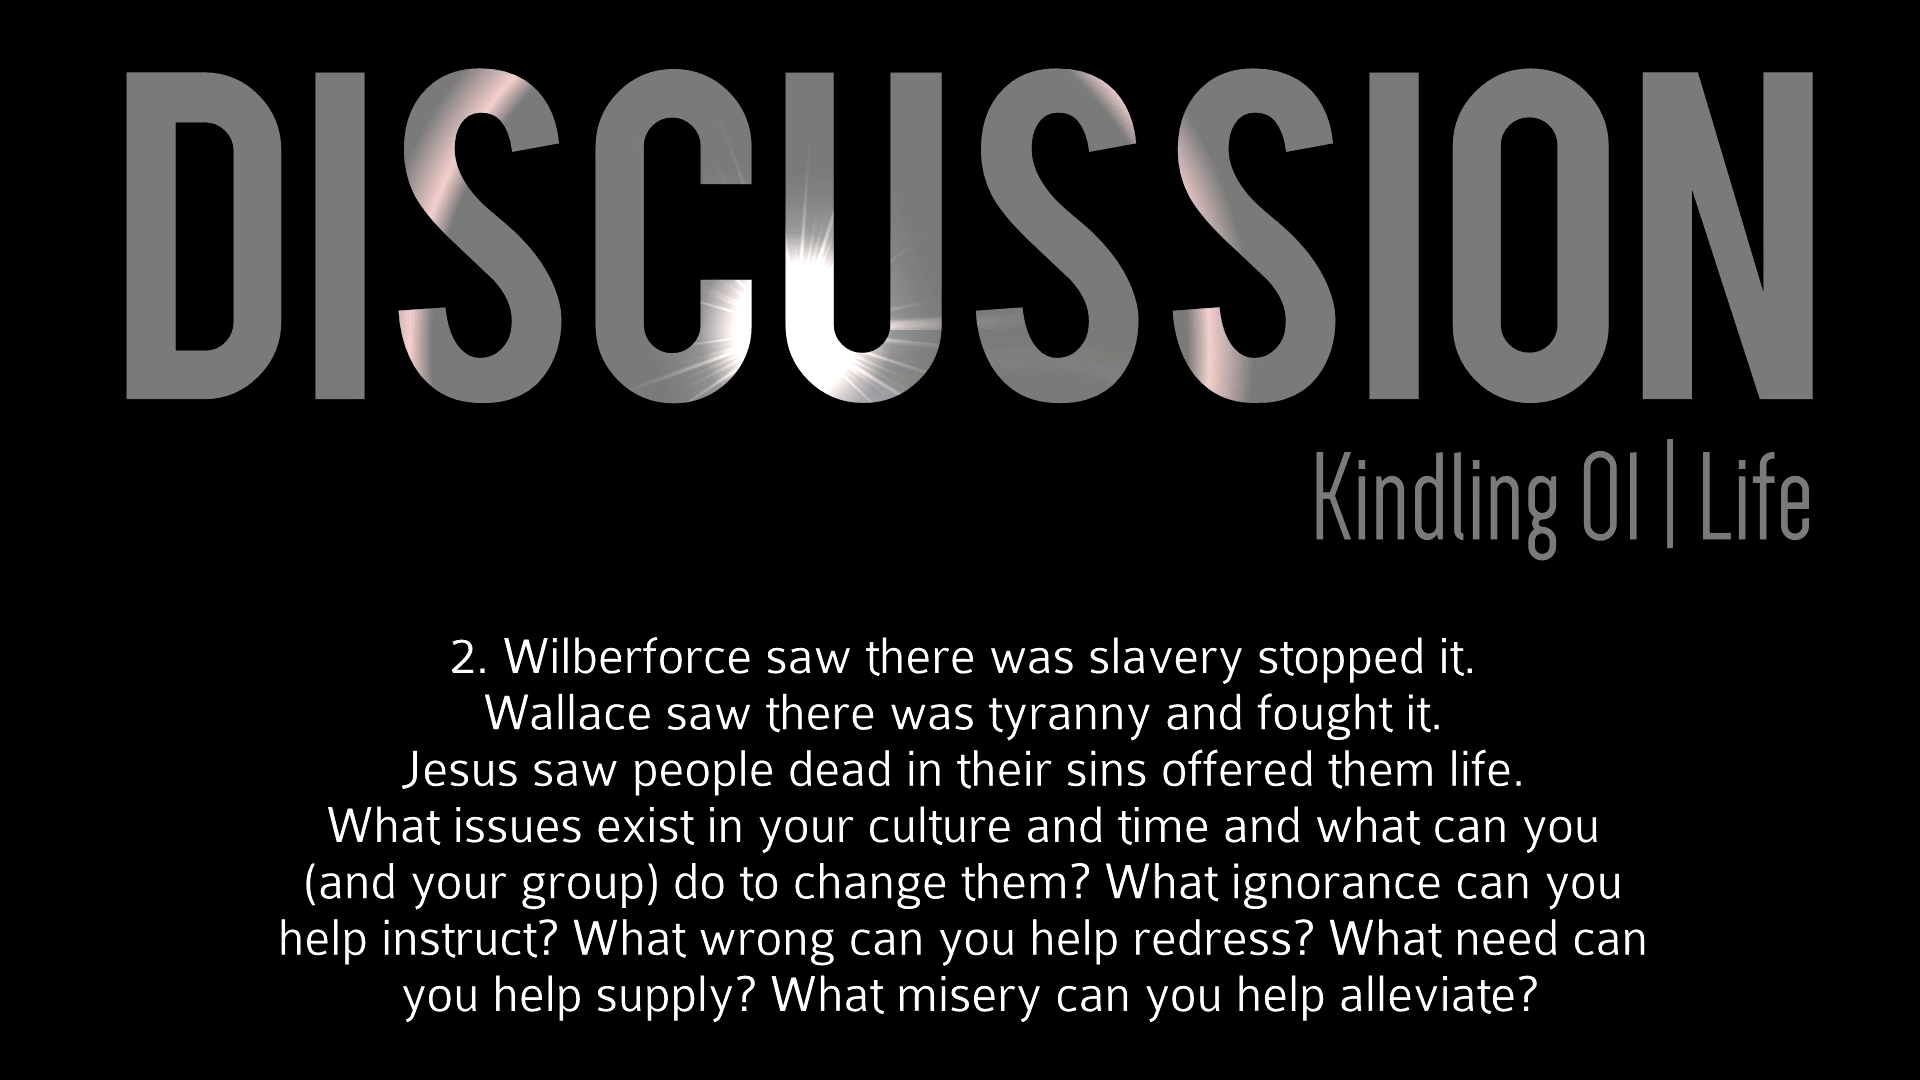 DISCUSSION
Kindling 01 | Life
2. Wilberforce saw there was slavery stopped it.
Wallace saw there was tyranny and fought it.
Jesus saw people dead in their sins offered them life.
What issues exist in your culture and time and what can you
(and your group) do to change them? What ignorance can you
help instruct? What wrong can you help redress? What need can
you help supply? What misery can you help alleviate?